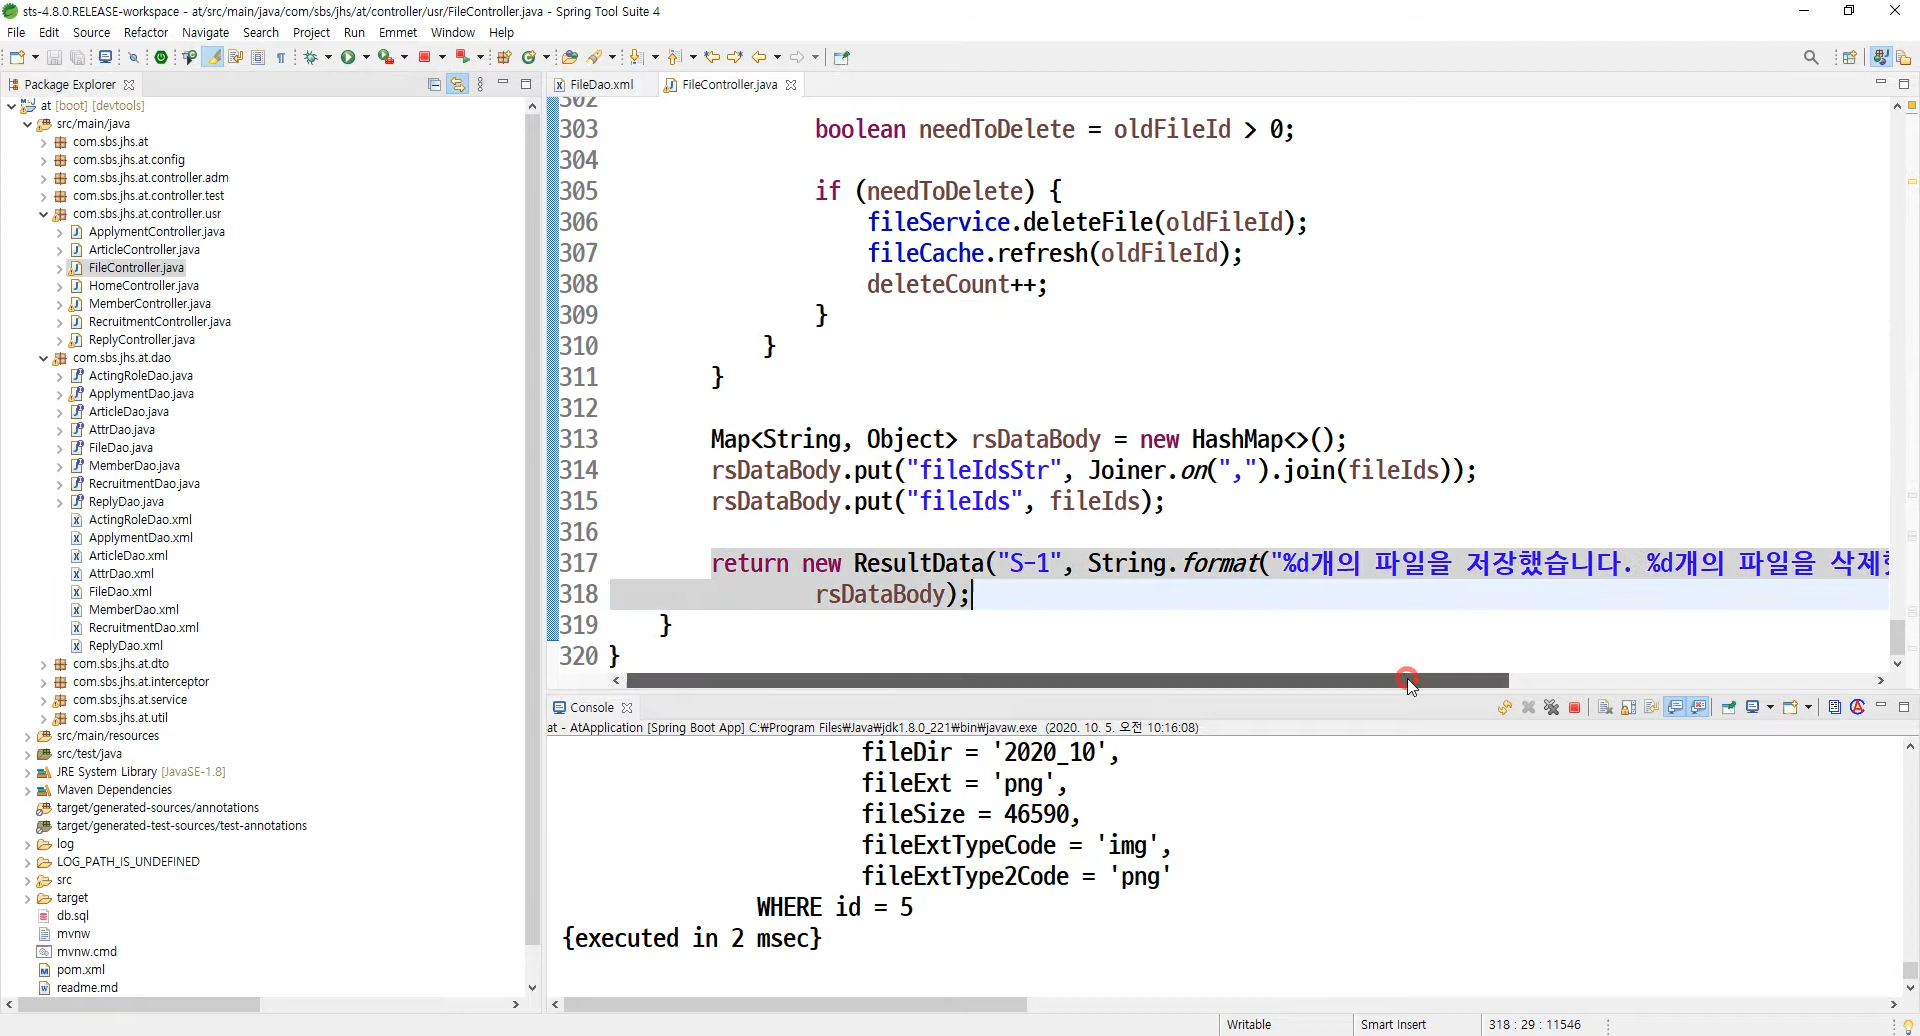 sts-4.8.0.RELEASE-workspace - at/src/main/java/com/sbs/jhs/at/controller/usr/FileController.java - Spring Tool Suite 4
File Edit Source Refactor Navigate Search Project Run Emmet Window Help
Package Explorer
at [boot] [devtools]
src/main/java
com.sbs.jhs.at
com.sbs.jhs.at.config
com.sbs.jhs.at.controller.adm
com.sbs.jhs.at.controller.test
com.sbs.jhs.at.controller.usr
ApplymentController.java
ArticleController.java
FileController.java
HomeController.java
MemberController.java
RecruitmentController.java
ReplyController.java
com.sbs.jhs.at.dao
ActingRoleDao.java
ApplymentDao.java
ArticleDao.java
AttrDao.java
FileDao.java
MemberDao.java
RecruitmentDao.java
ReplyDao.java
ActingRoleDao.xml
ApplymentDao.xml
ArticleDao.xml
AttrDao.xml
FileDao.xml
MemberDao.xml
RecruitmentDao.xml
ReplyDao.xml
com.sbs.jhs.at.dto
com.sbs.jhs.at.interceptor
com.sbs.jhs.at.service
com.sbs.jhs.at.util
src/main/resources
src/test/java
JRE System Library [JavaSE-1.8]
Maven Dependencies
target/generated-sources/annotations
target/generated-test-sources/test-annotations
log
LOG_PATH_IS_UNDEFINED
src
target
db.sql
mvnw
mvnw.cmd
pom.xml
readme.md
FileDao.xml FileController.java
302
303 boolean needToDelete = oldFileId > 0;
304
305 if (needToDelete) {
306 fileService.deleteFile(oldFileId);
307 fileCache.refresh(oldFileId);
308 deleteCount++;
309 }
310 }
311 }
312
313 Map<String, Object> rsDataBody = new HashMap<>();
314 rsDataBody.put("fileIdsStr", Joiner.on(",").join(fileIds));
315 rsDataBody.put("fileIds", fileIds);
316
317 return new ResultData("S-1", String.format("%d개의 파일을 저장했습니다. %d개의 파일을 삭제
318 rsDataBody);
319 }
320 }
Console
at - AtApplication [Spring Boot App] C:₩Program Files₩Java₩jdk1.8.0_221₩bin₩javaw.exe (2020. 10. 5. 오전 10:16:08)
fileDir = '2020_10',
fileExt = 'png',
fileSize = 46590,
fileExtTypeCode = 'img',
fileExtType2Code = 'png'
WHERE id = 5
{executed in 2 msec}
Writable Smart Insert 318 : 29 : 11546